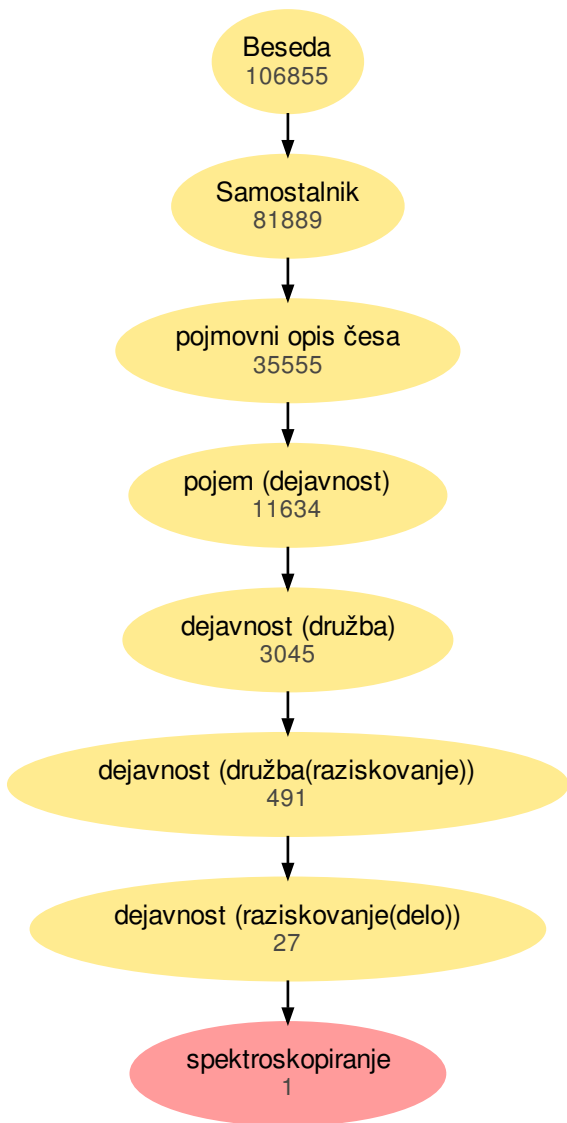 Beseda
106855
Samostalnik
81889
pojmovni opis česa
35555
pojem (dejavnost)
11634
dejavnost (družba)
3045
dejavnost (družba(raziskovanje))
491
dejavnost (raziskovanje(delo))
27
spektroskopiranje
1